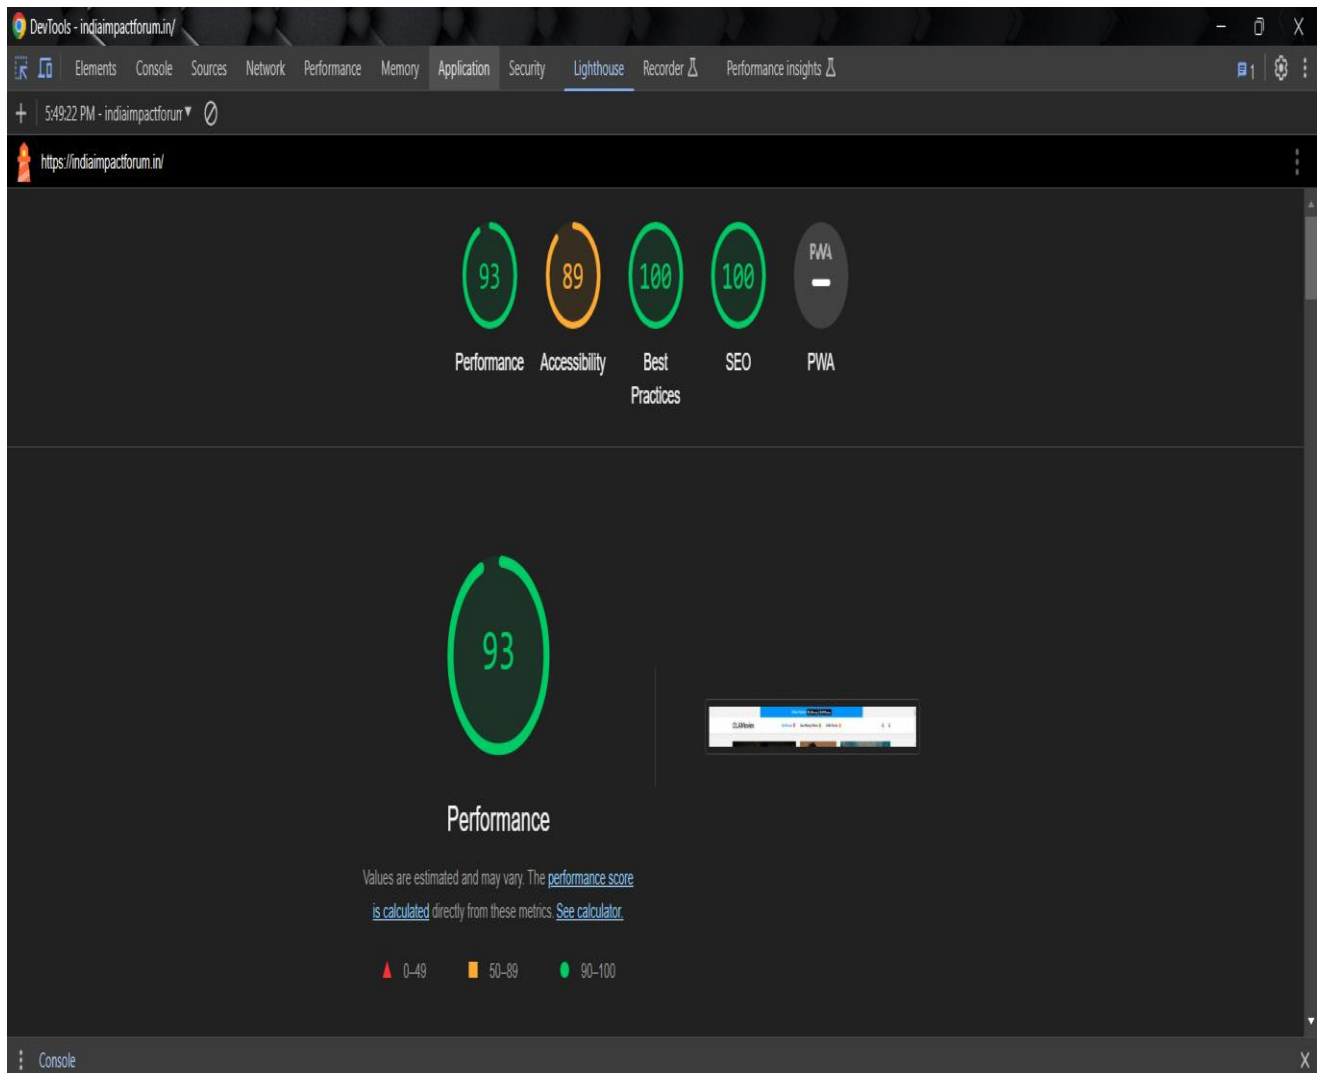 DevTools - indiaimpactforum.in/
Elements Console Sources Network Performance Memory Application Security Lighthouse Recorder Performance insights 1
5:49:22 PM - indiaimpactforum
https://indiaimpactforum.in/
93 89 100 100 PWA
Performance Accessibility Best Practices SEO PWA
93
Performance
Values are estimated and may vary. The performance score
is calculated directly from these metrics. See calculator.
0–49 50–89 90–100
Console